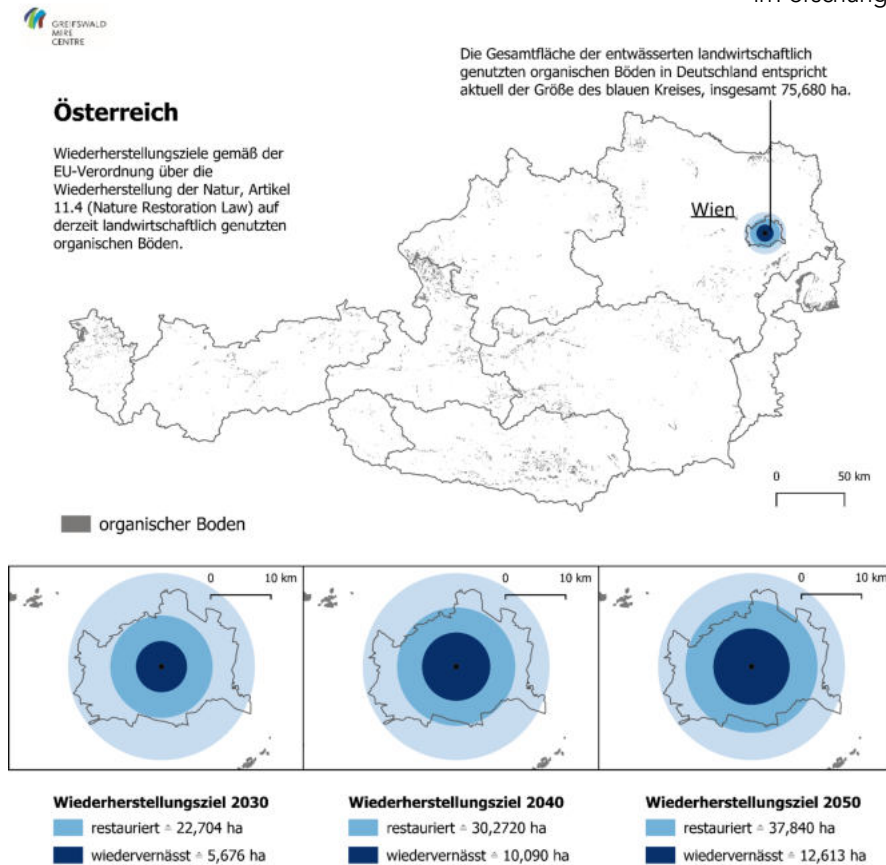 GREIFSWALD
MIRE
CENTRE
Die Gesamtfläche der entwässerten landwirtschaftlich
genutzten organischen Böden in Deutschland entspricht
aktuell der Größe des blauen Kreises, insgesamt 75,680 ha.
Österreich
Wiederherstellungsziele gemäß der
EU-Verordnung über die
Wiederherstellung der Natur, Artikel
11.4 (Nature Restoration Law) auf
derzeit landwirtschaftlich genutzten
organischen Böden.
Wien
0 50 km
organischer Boden
0 10 km
0 10 km
0 10 km
Wiederherstellungsziel 2030
restauriert ≙ 22,704 ha
wiedervernässt ≙ 5,676 ha
Wiederherstellungsziel 2040
restauriert ≙ 30,2720 ha
wiedervernässt ≙ 10,090 ha
Wiederherstellungsziel 2050
restauriert ≙ 37,840 ha
wiedervernässt ≙ 12,613 ha